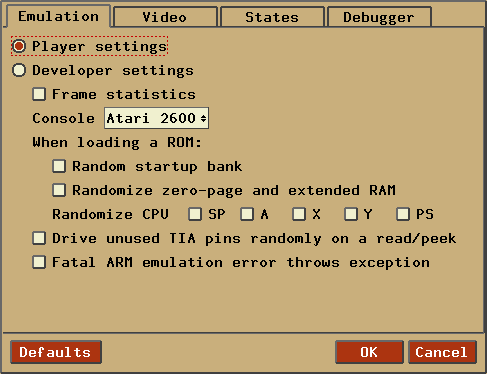 Emulation Video States Debugger
Player settings
Developer settings
Frame statistics
Console Atari 2600
When loading a ROM:
Random startup bank
Randomize zero-page and extended RAM
Randomize CPU SP A X Y PS
Drive unused TIA pins randomly on a read/peek
Fatal ARM emulation error throws exception
Defaults OK Cancel